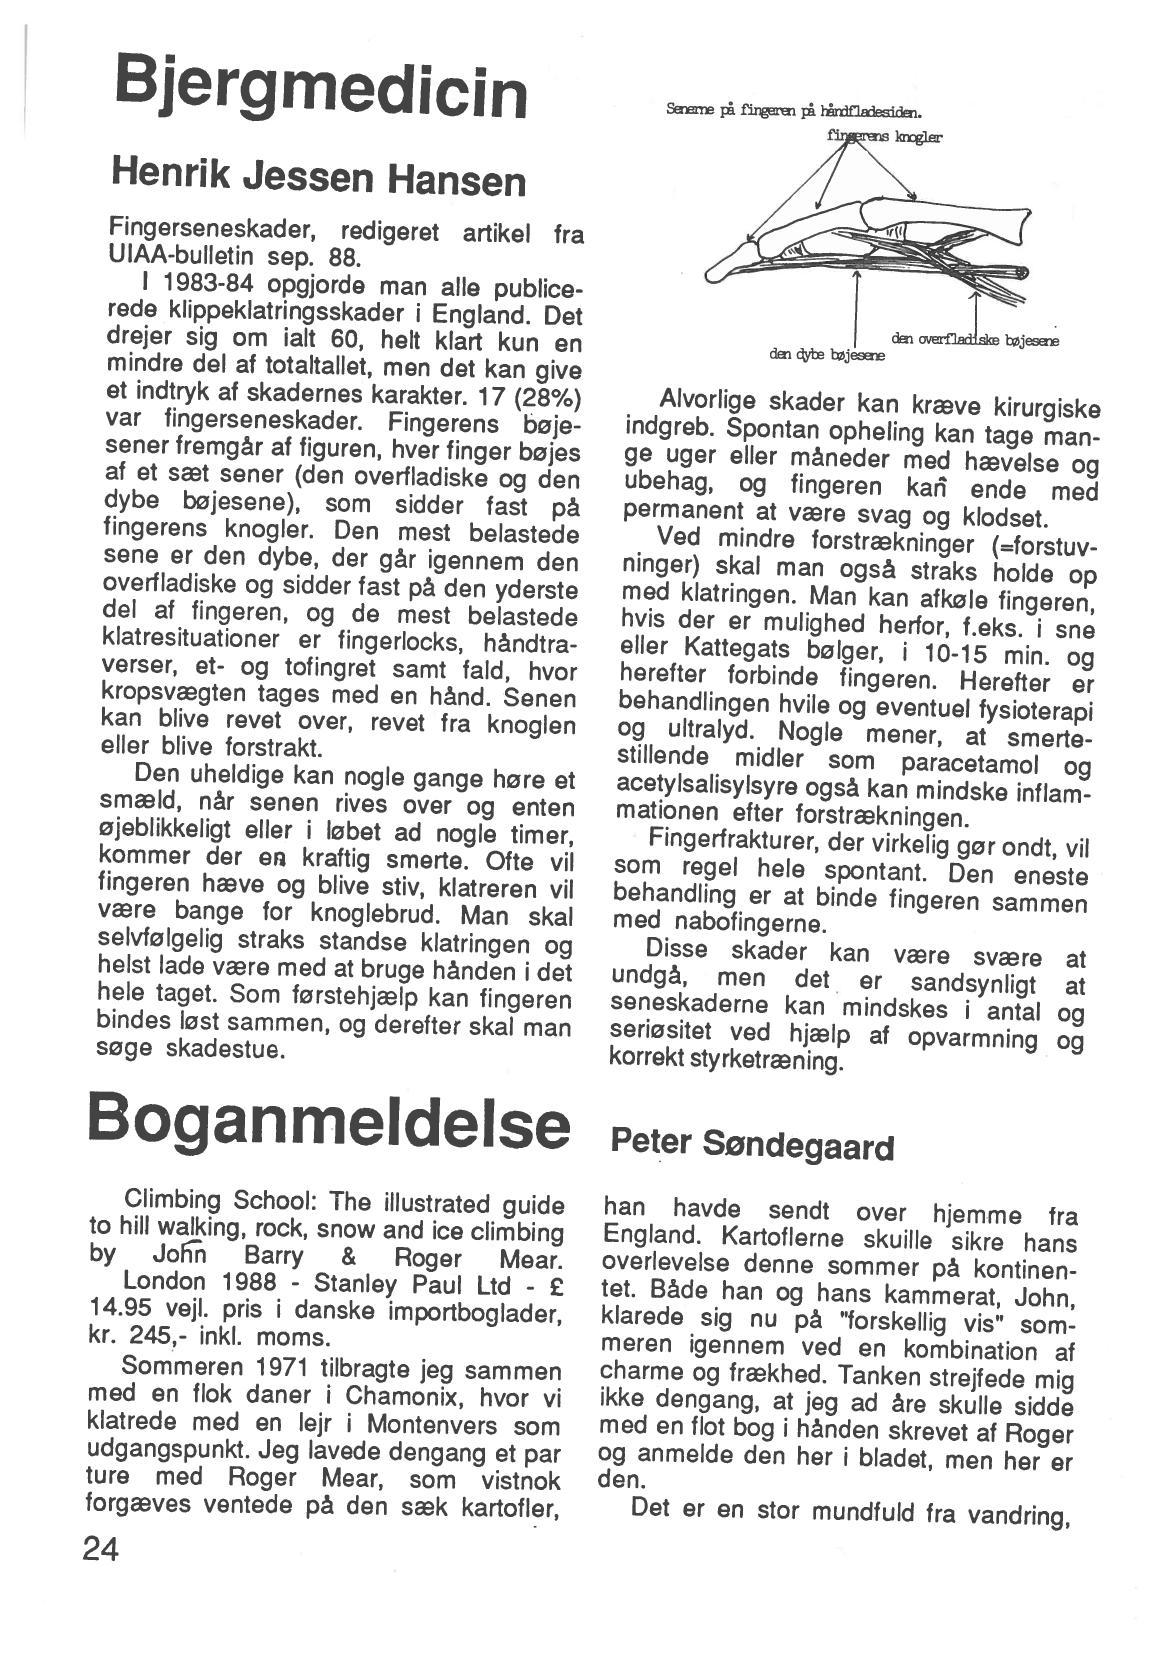 Bjergmedicin
Henrik Jessen Hansen
Fingerseneskader, redigeret artikel fra
UIAA-bulletin sep. 88.
I 1983-84 opgjorde man alle publice-
rede klippeklatringsskader i England. Det
drejer sig om ialt 60, helt klart kun en
mindre del af totaltallet, men det kan give
et indtryk af skadernes karakter. 17 (28%)
var fingerseneskader. Fingerens bøje-
sener fremgår af figuren, hver finger bøjes
af et sæt sener (den overfladiske og den
dybe bøjesene), som sidder fast på
fingerens knogler. Den mest belastede
sene er den dybe, der går igennem den
overfladiske og sidder fast på den yderste
del af fingeren, og de mest belastede
klatresituationer er fingerlocks, håndtra-
verser, et- og tofingret samt fald, hvor
kropsvægten tages med en hånd. Senen
kan blive revet over, revet fra knoglen
eller blive forstrakt.
Den uheldige kan nogle gange høre et
smæld, når senen rives over og enten
øjeblikkeligt eller i løbet ad nogle timer,
kommer der en kraftig smerte. Ofte vil
fingeren hæve og blive stiv, klatreren vil
være bange for knoglebrud. Man skal
selvfølgelig straks standse klatringen og
helst lade være med at bruge hånden i det
hele taget. Som førstehjælp kan fingeren
bindes løst sammen, og derefter skal man
søge skadestue.
Senerne på fingeren på håndfladesiden.
fingerens knogler
den overfladiske bøjesene
den dybe bøjesene
Alvorlige skader kan kræve kirurgiske
indgreb. Spontan opheling kan tage man-
ge uger eller måneder med hævelse og
ubehag, og fingeren kan ende med
permanent at være svag og klodset.
Ved mindre forstrækninger (=forstuv-
ninger) skal man også straks holde op
med klatringen. Man kan afkøle fingeren,
hvis der er mulighed herfor, f.eks. i sne
eller Kattegats bølger, i 10-15 min. og
herefter forbinde fingeren. Herefter er
behandlingen hvile og eventuel fysioterapi
og ultralyd. Nogle mener, at smerte-
stillende midler som paracetamol og
acetylsalisylsyre også kan mindske inflam-
mationen efter forstrækningen.
Fingerfrakturer, der virkelig gør ondt, vil
som regel hele spontant. Den eneste
behandling er at binde fingeren sammen
med nabofingerne.
Disse skader kan være svære at
undgå, men det er sandsynligt at
seneskaderne kan mindskes i antal og
seriøsitet ved hjælp af opvarmning og
korrekt styrketræning.
Boganmeldelse
Peter Søndegaard
Climbing School: The illustrated guide
to hill walking, rock, snow and ice climbing
by John Barry & Roger Mear.
London 1988 - Stanley Paul Ltd - £
14.95 vejl. pris i danske importboglader,
kr. 245,- inkl. moms.
Sommeren 1971 tilbragte jeg sammen
med en flok daner i Chamonix, hvor vi
klatrede med en lejr i Montenvers som
udgangspunkt. Jeg lavede dengang et par
ture med Roger Mear, som vistnok
forgæves ventede på den sæk kartofler,
han havde sendt over hjemme fra
England. Kartoflerne skuille sikre hans
overlevelse denne sommer på kontinen-
tet. Både han og hans kammerat, John,
klarede sig nu på "forskellig vis" som-
meren igennem ved en kombination af
charme og frækhed. Tanken strejfede mig
ikke dengang, at jeg ad åre skulle sidde
med en flot bog i hånden skrevet af Roger
og anmelde den her i bladet, men her er
den.
Det er en stor mundfuld fra vandring,
24